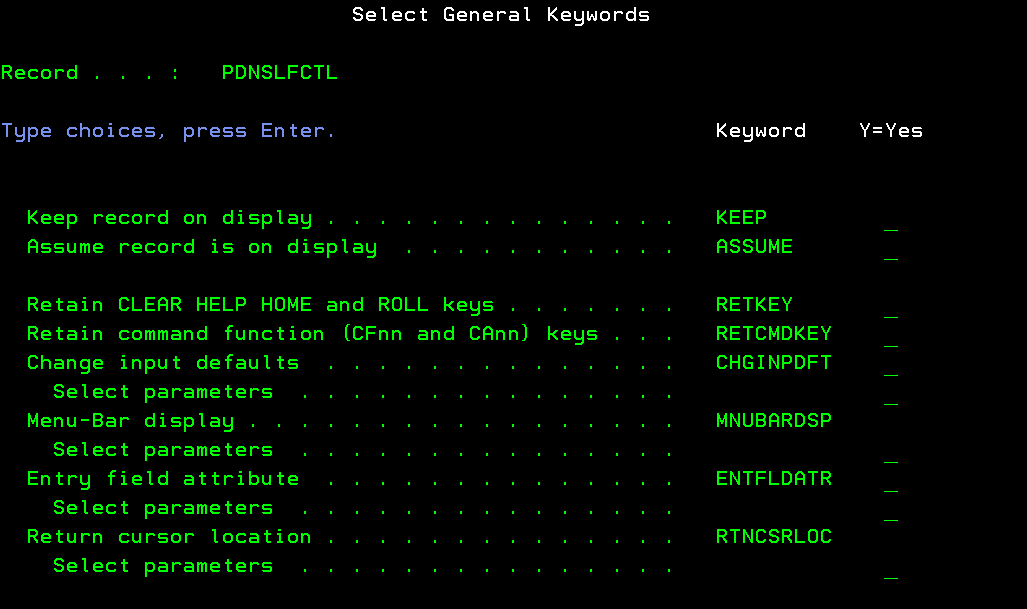 Select General Keywords
Record . . . :   PDNSLFCTL
Type choices, press Enter.   Keyword   Y=Yes
Keep record on display . . . . . . . . . . . . . .   KEEP   _
Assume record is on display  . . . . . . . . . . .   ASSUME   _
Retain CLEAR HELP HOME and ROLL keys . . . . . . .   RETKEY   _
Retain command function (CFnn and CAnn) keys . . .   RETCMDKEY   _
Change input defaults  . . . . . . . . . . . . . .   CHGINPDFT   _
Select parameters  . . . . . . . . . . . . . . .   _
Menu-Bar display . . . . . . . . . . . . . . . . .   MNUBARDSP
Select parameters  . . . . . . . . . . . . . . .   _
Entry field attribute  . . . . . . . . . . . . . .   ENTFLDATR   _
Select parameters  . . . . . . . . . . . . . . .   _
Return cursor location . . . . . . . . . . . . . .   RTNCSRLOC
Select parameters  . . . . . . . . . . . . . . .   _